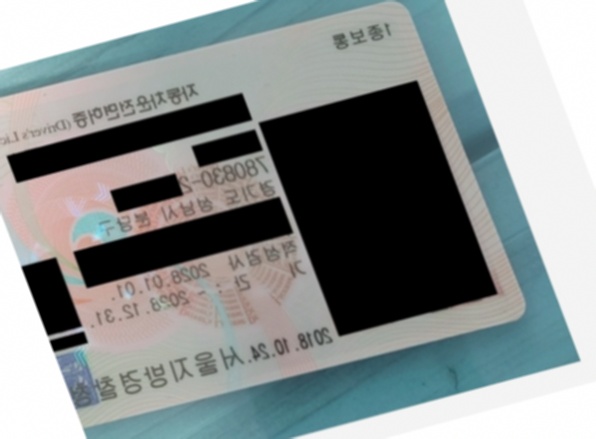 1종보통
자동차운전면허증 (Driver's Lic
780830-2
경기도 성남시 분당구
적성검사 2028.01.01.
기 간 . ~ 2028.12.31.
2018.10.24. 서울지방경찰